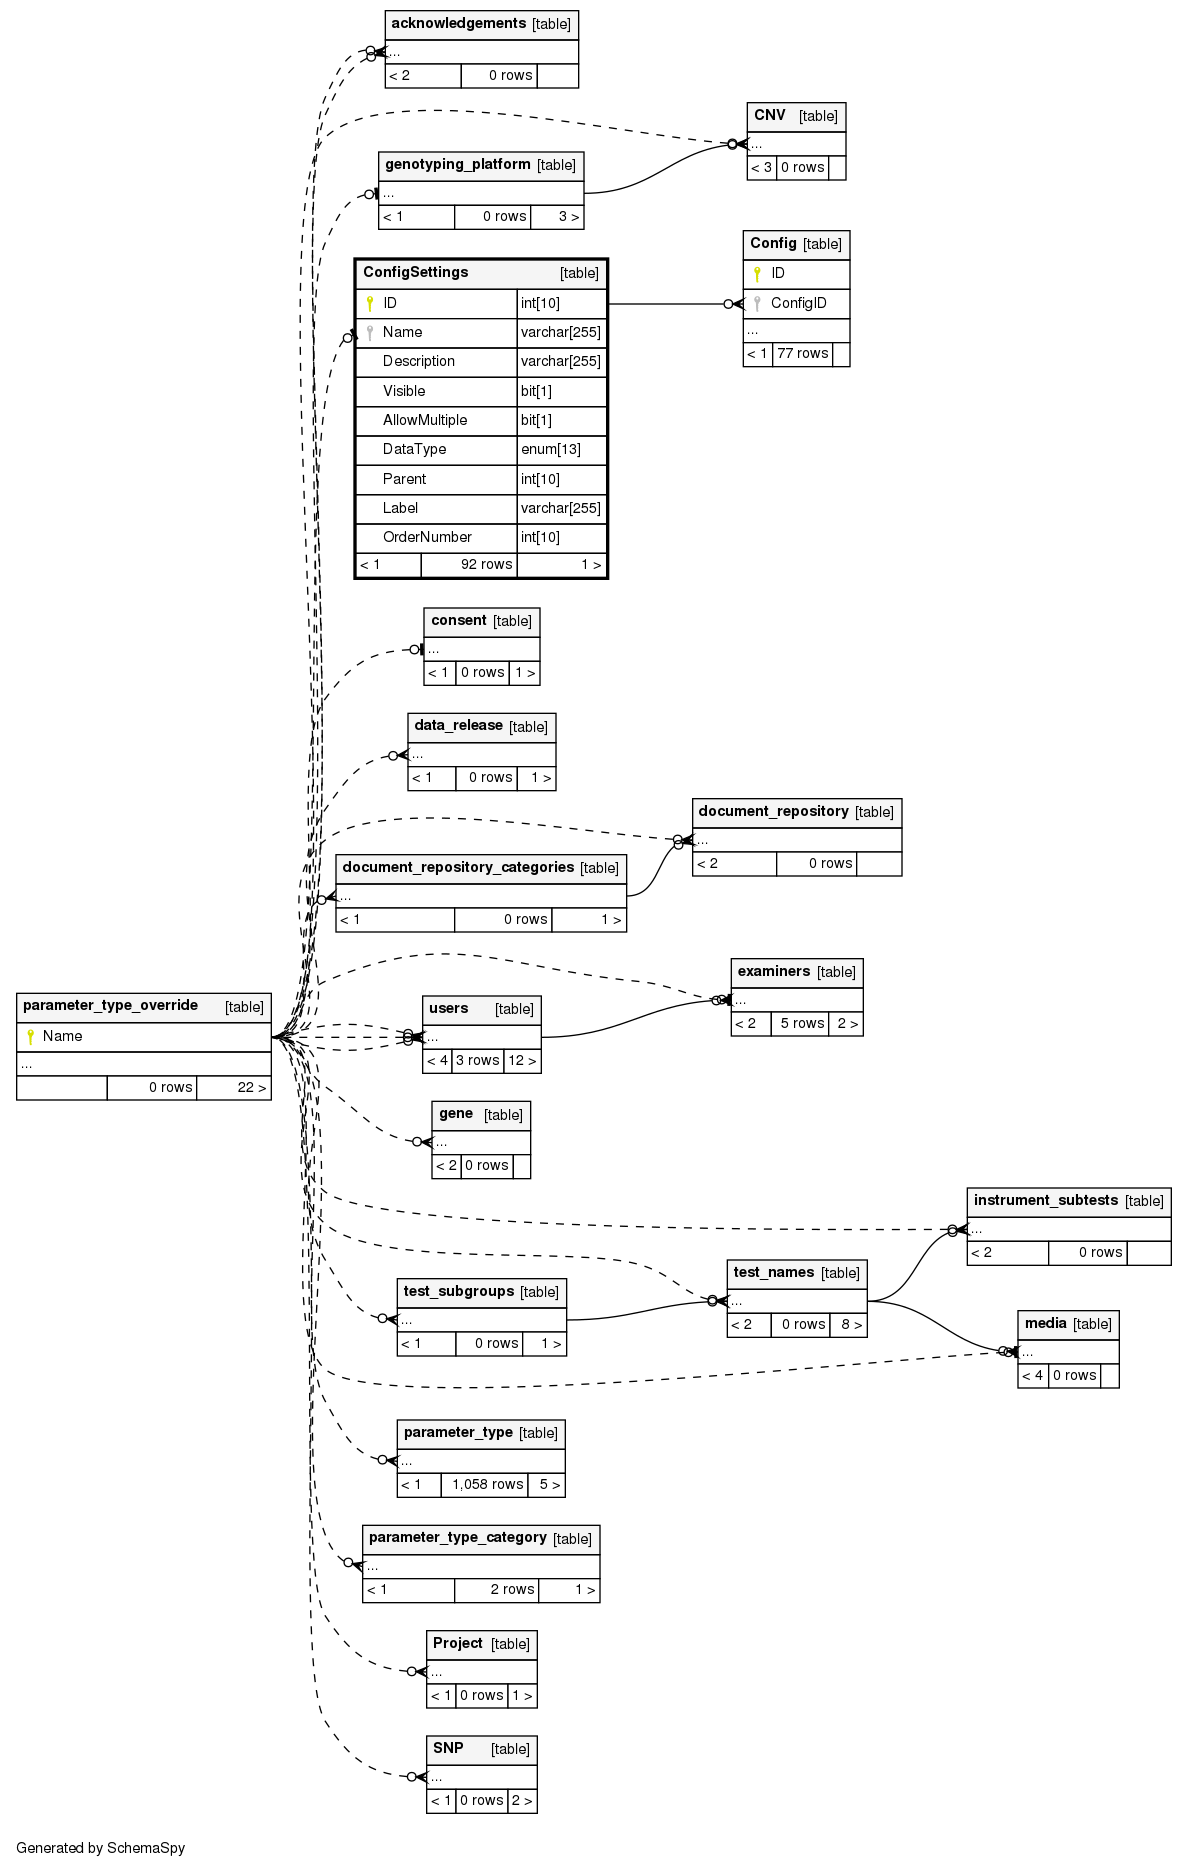 acknowledgements [table]
...
< 2 0 rows
CNV [table]
...
< 3 0 rows
genotyping_platform [table]
...
< 1 0 rows 3 >
Config [table]
ID
ConfigID
...
< 1 77 rows
ConfigSettings [table]
ID int[10]
Name varchar[255]
Description varchar[255]
Visible bit[1]
AllowMultiple bit[1]
DataType enum[13]
Parent int[10]
Label varchar[255]
OrderNumber int[10]
< 1 92 rows 1 >
consent [table]
...
< 1 0 rows 1 >
data_release [table]
...
< 1 0 rows 1 >
document_repository [table]
...
< 2 0 rows
document_repository_categories [table]
...
< 1 0 rows 1 >
examiners [table]
...
< 2 5 rows 2 >
parameter_type_override [table]
Name
...
0 rows 22 >
users [table]
...
< 4 3 rows 12 >
gene [table]
...
< 2 0 rows
instrument_subtests [table]
...
< 2 0 rows
test_names [table]
...
< 2 0 rows 8 >
test_subgroups [table]
...
< 1 0 rows 1 >
media [table]
...
< 4 0 rows
parameter_type [table]
...
< 1 1,058 rows 5 >
parameter_type_category [table]
...
< 1 2 rows 1 >
Project [table]
...
< 1 0 rows 1 >
SNP [table]
...
< 1 0 rows 2 >
Generated by SchemaSpy